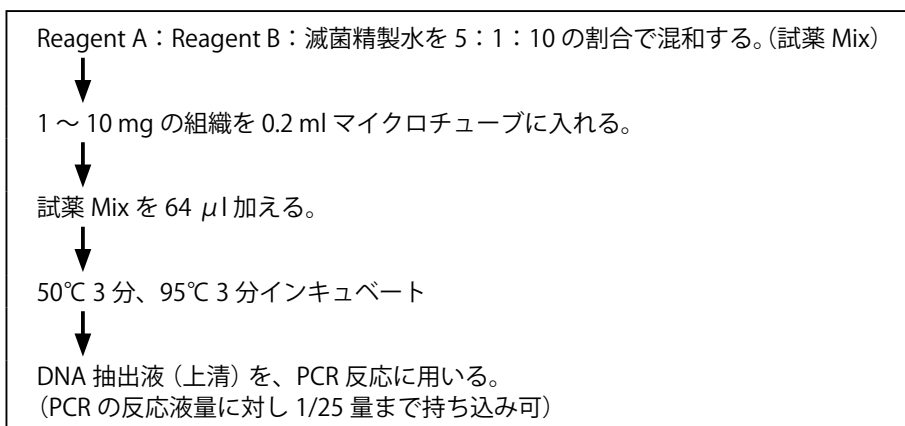 Reagent A：Reagent B：滅菌精製水を 5：1：10 の割合で混和する。（試薬 Mix）
1 〜 10 mg の組織を 0.2 ml マイクロチューブに入れる。
試薬 Mix を 64 μl 加える。
50℃ 3 分、95℃ 3 分インキュベート
DNA 抽出液（上清）を、PCR 反応に用いる。
（PCR の反応液量に対し 1/25 量まで持ち込み可）